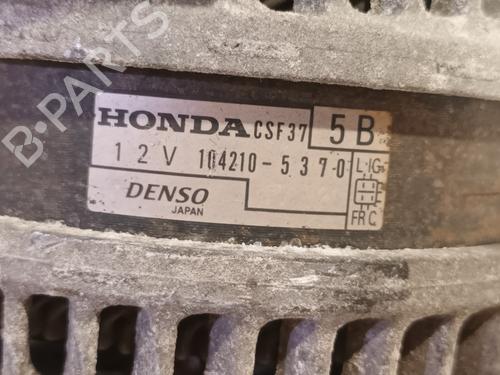 B-PARTS
HONDA CSF37 5B
12V 104210-5370
L IG
DENSO
JAPAN
FR C